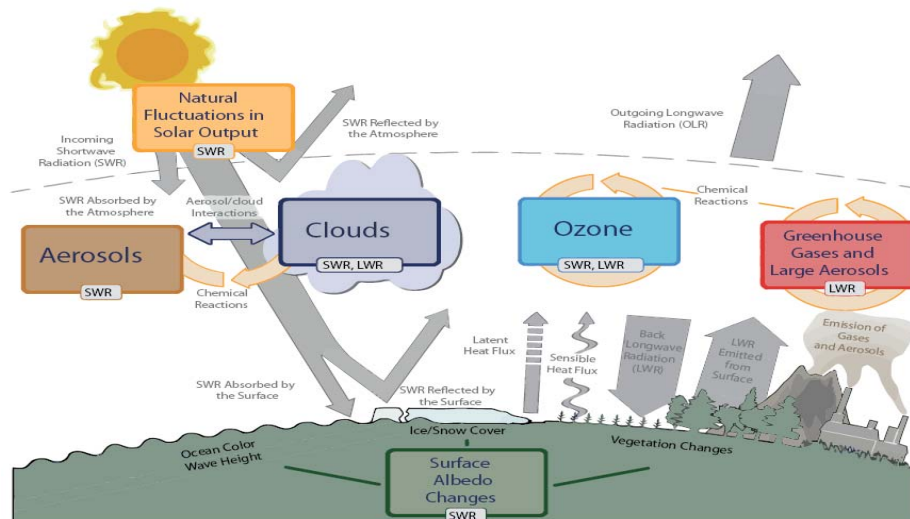 Natural
Fluctuations in
Solar Output
SWR
Incoming
Shortwave
Radiation (SWR)
SWR Reflected by
the Atmosphere
Outgoing Longwave
Radiation (OLR)
SWR Absorbed by
the Atmosphere
Aerosol/cloud
Interactions
Chemical
Reactions
Aerosols
SWR
Clouds
SWR, LWR
Ozone
SWR, LWR
Greenhouse
Gases and
Large Aerosols
LWR
Chemical
Reactions
Latent
Heat Flux
Sensible
Heat Flux
Back
Longwave
Radiation
(LWR)
LWR
Emitted
from
Surface
Emission of
Gases
and Aerosols
SWR Absorbed by
the Surface
SWR Reflected by
the Surface
Ice/Snow Cover
Ocean Color
Wave Height
Vegetation Changes
Surface
Albedo
Changes
SWR